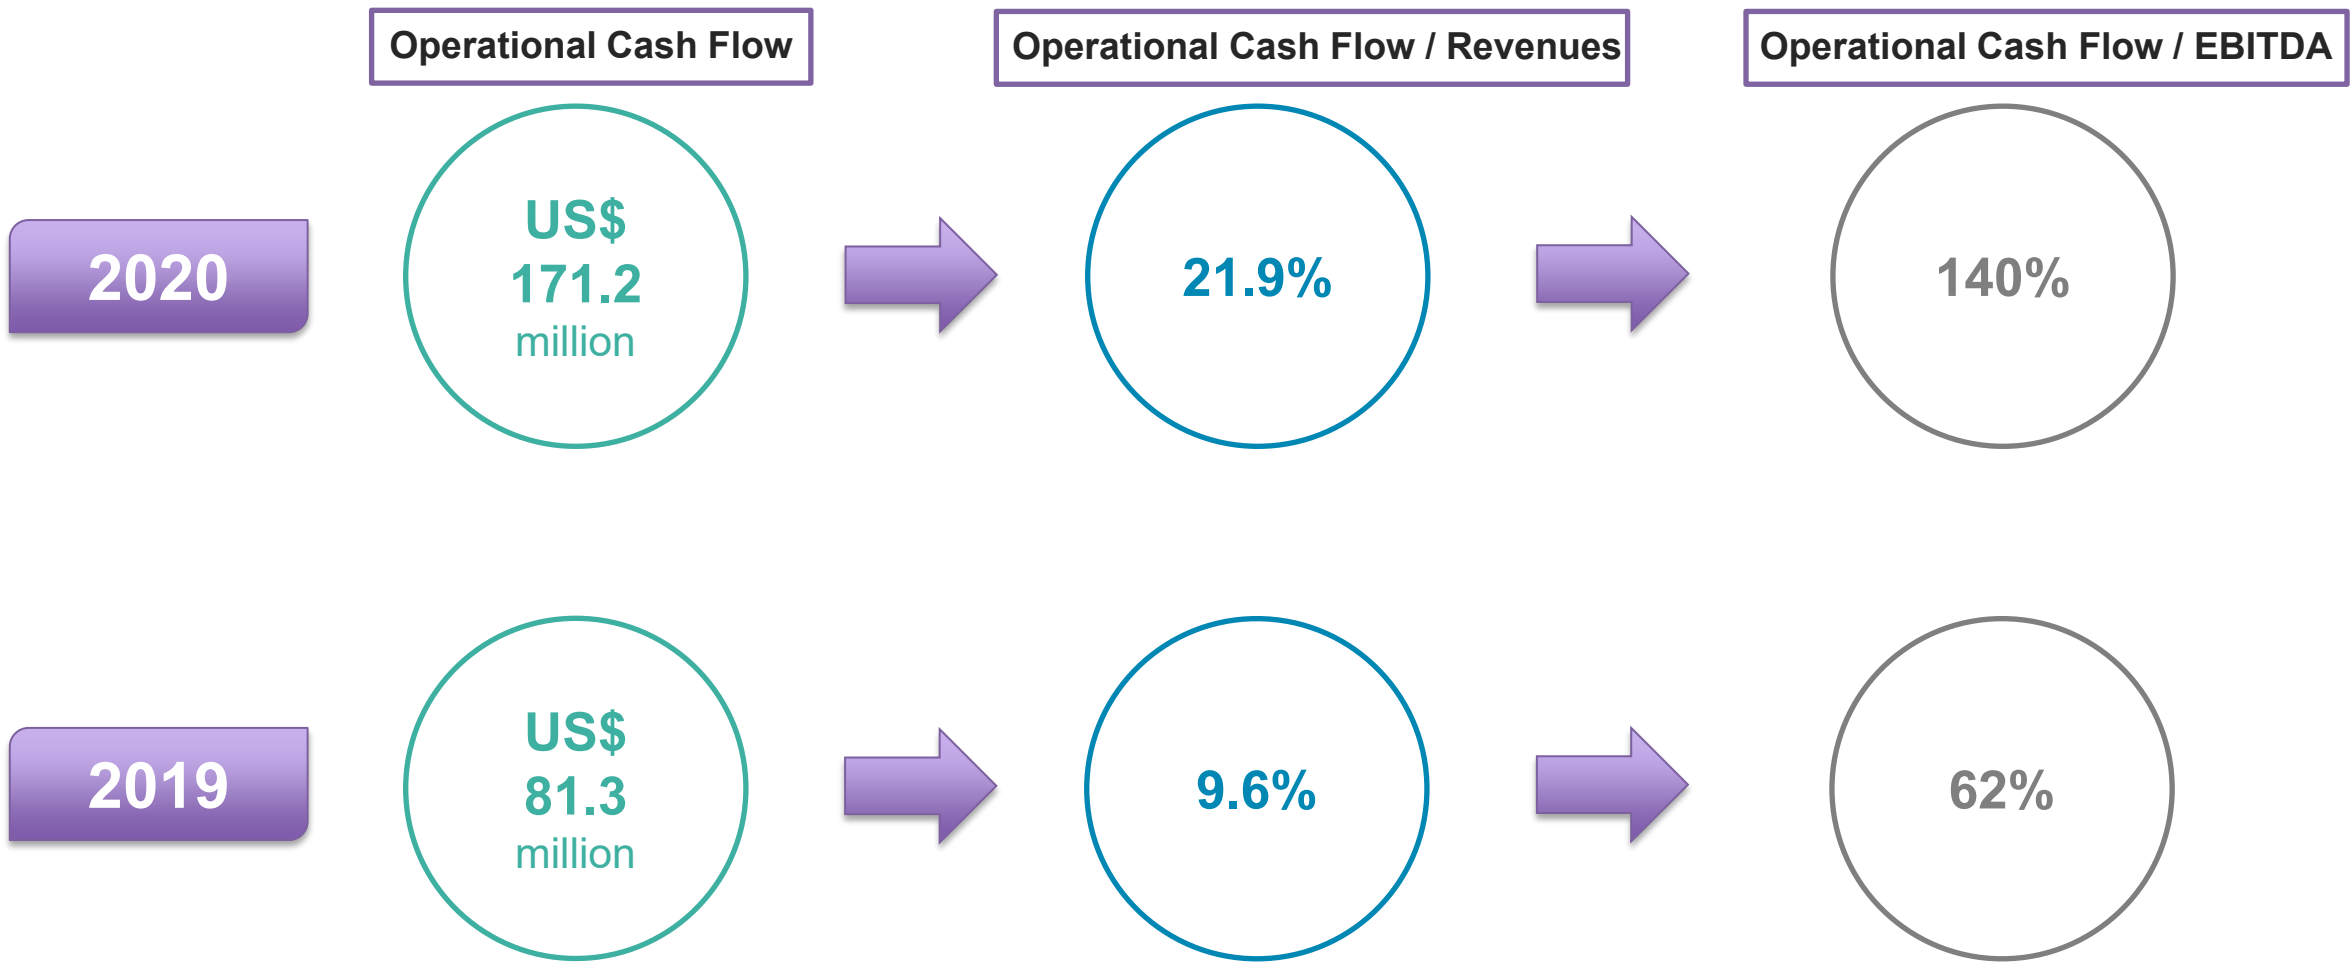 Operational Cash Flow
Operational Cash Flow / Revenues
Operational Cash Flow / EBITDA
2020
US$
171.2
million
21.9%
140%
2019
US$
81.3
million
9.6%
62%